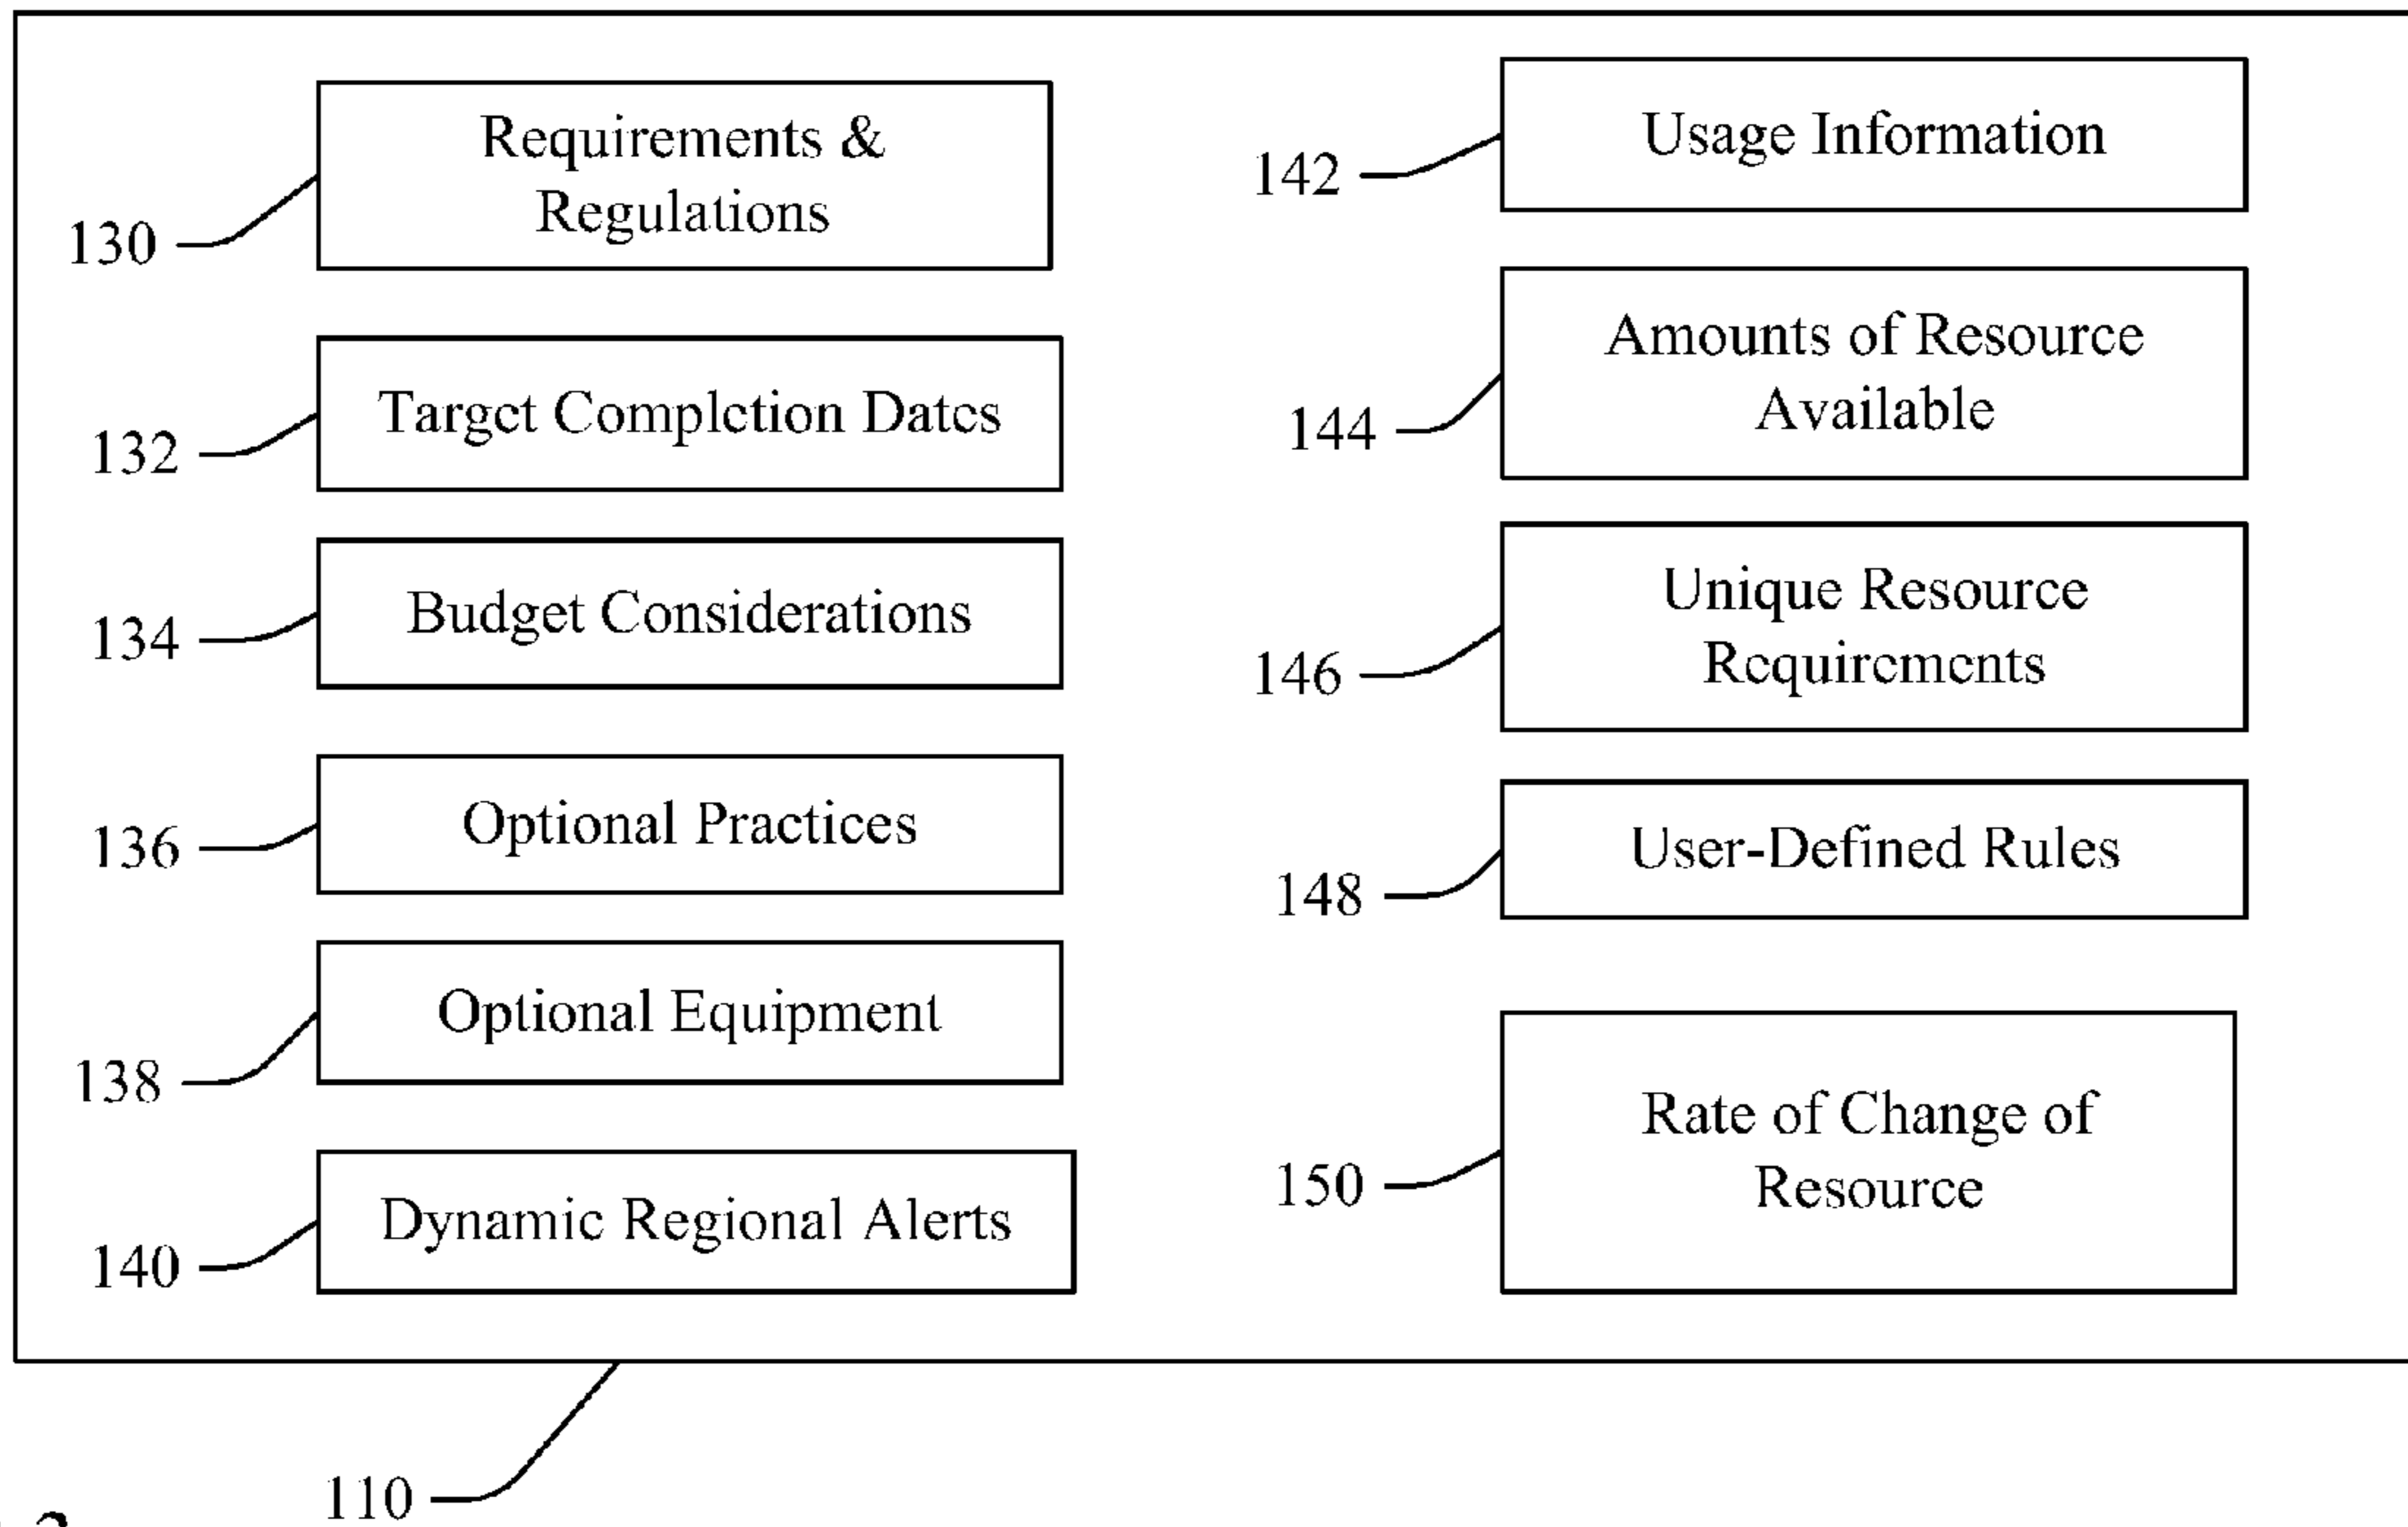 Requirements &
Regulations
130
Target Completion Dates
132
Budget Considerations
134
Optional Practices
136
Optional Equipment
138
Dynamic Regional Alerts
140
Usage Information
142
Amounts of Resource
Available
144
Unique Resource
Requirements
146
User-Defined Rules
148
Rate of Change of
Resource
150
110